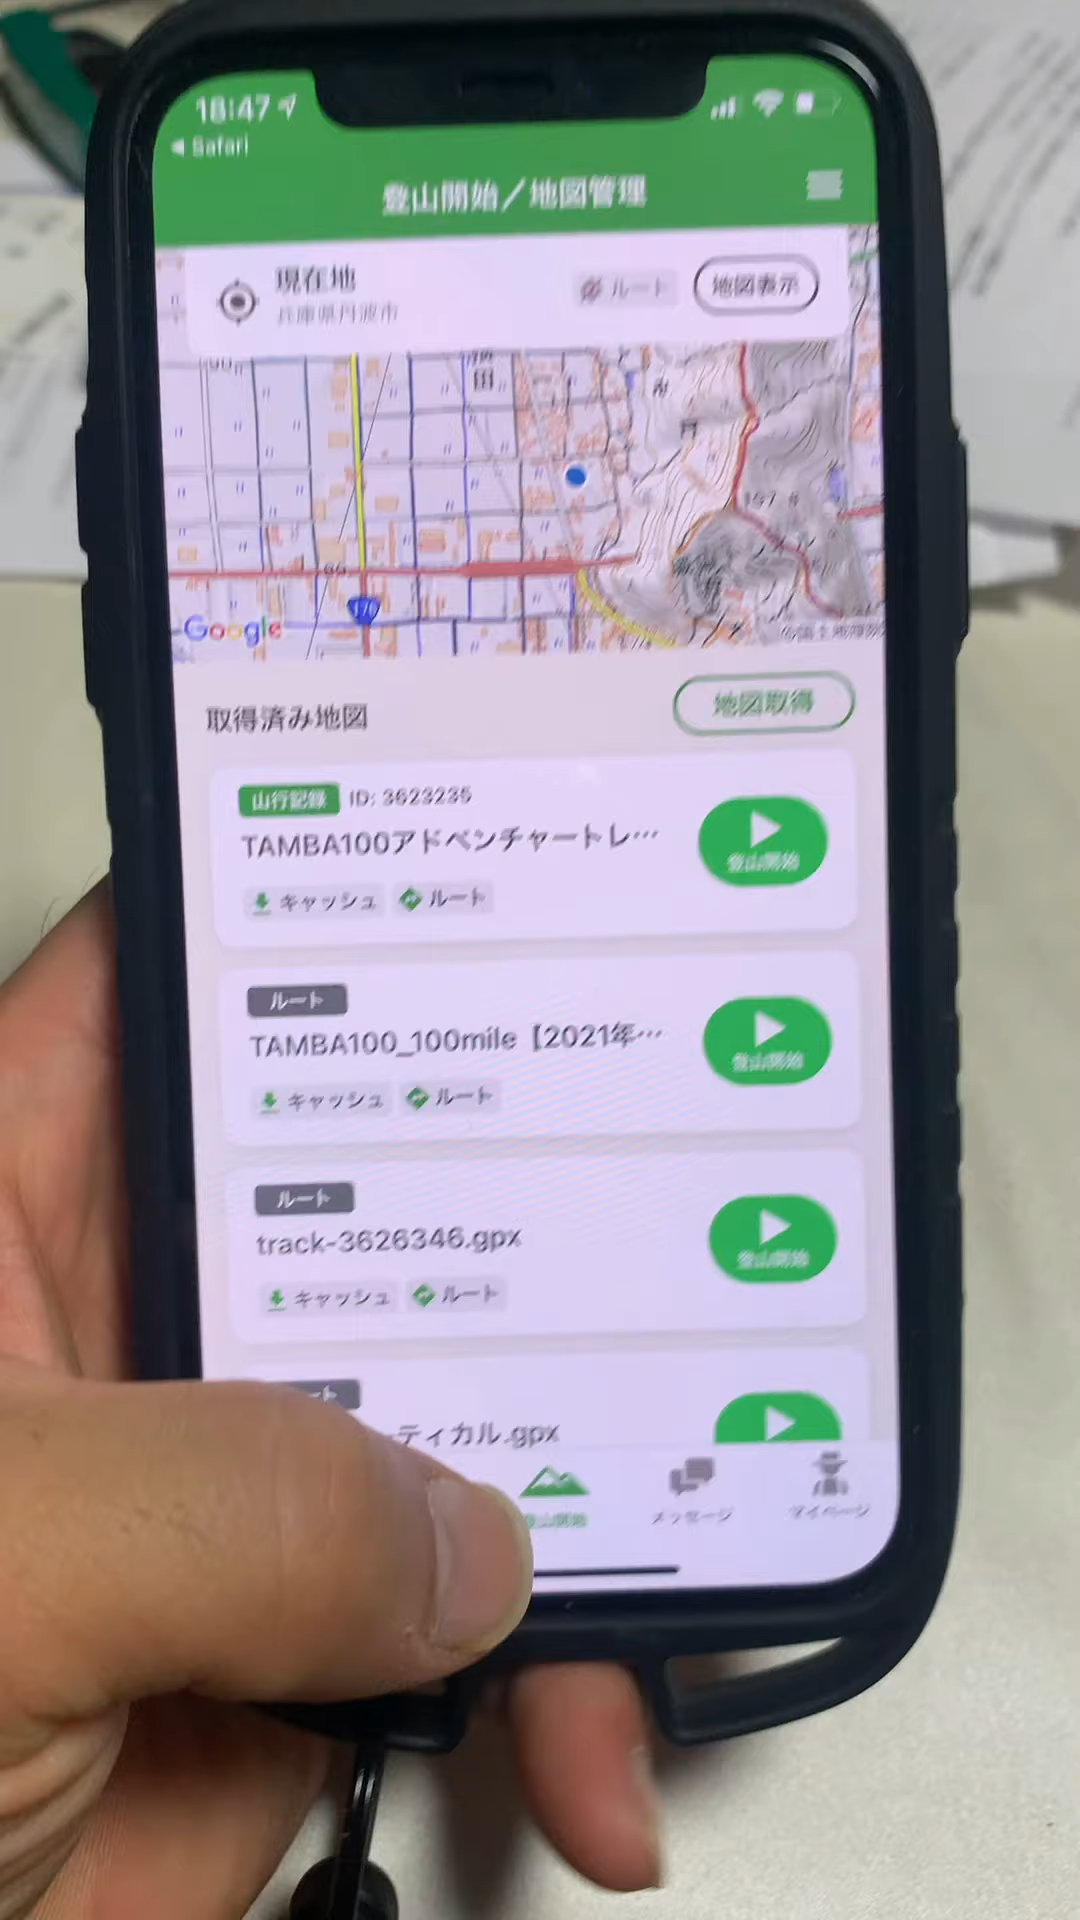 18:47
◀ Safari
登山開始／地図管理
現在地
兵庫県丹波市
ルート
地図表示
田
176
Google
取得済み地図
地図取得
山行記録 ID: 3623235
TAMBA100アドベンチャートレ…
登山開始
キャッシュ ルート
ルート
TAMBA100_100mile【2021年…
登山開始
キャッシュ ルート
ルート
track-3626346.gpx
登山開始
キャッシュ ルート
ート
ーティカル.gpx
登山開始
メッセージ
マイページ